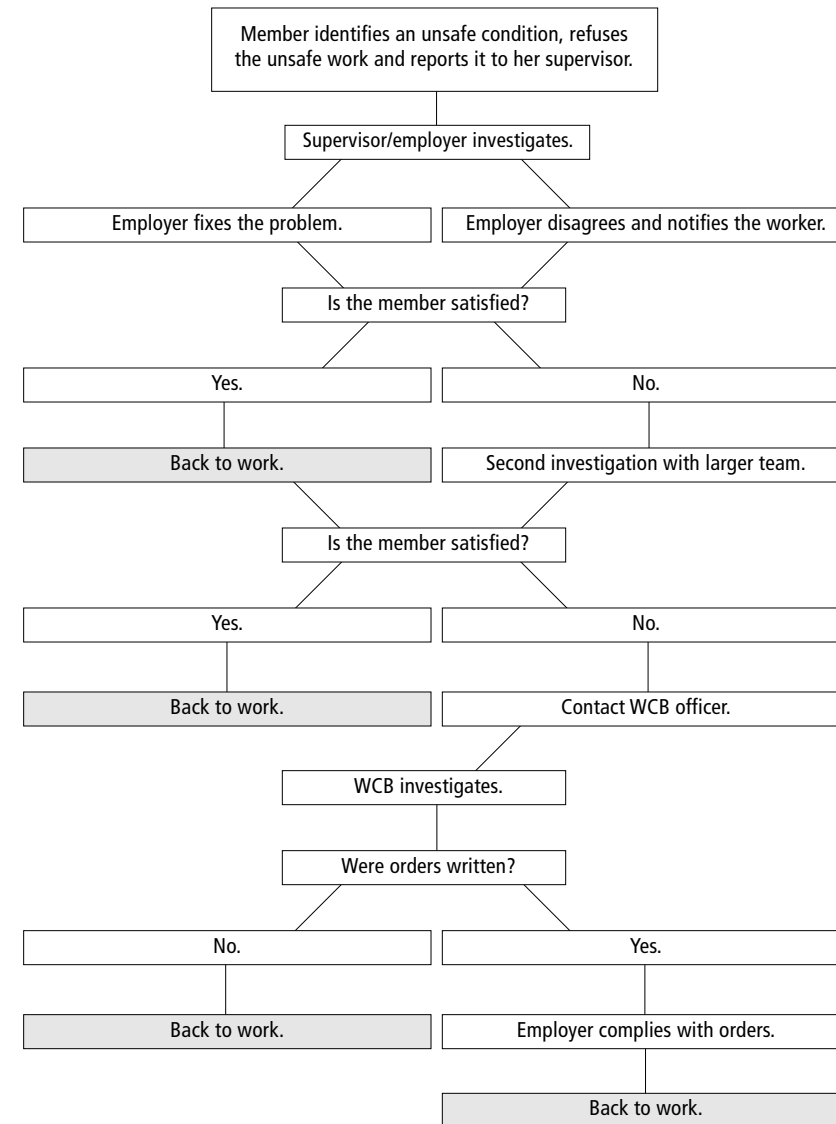 Member identifies an unsafe condition, refuses
the unsafe work and reports it to her supervisor.
Supervisor/employer investigates.
Employer fixes the problem.
Employer disagrees and notifies the worker.
Is the member satisfied?
Yes.
No.
Back to work.
Second investigation with larger team.
Is the member satisfied?
Yes.
No.
Back to work.
Contact WCB officer.
WCB investigates.
Were orders written?
No.
Yes.
Back to work.
Employer complies with orders.
Back to work.